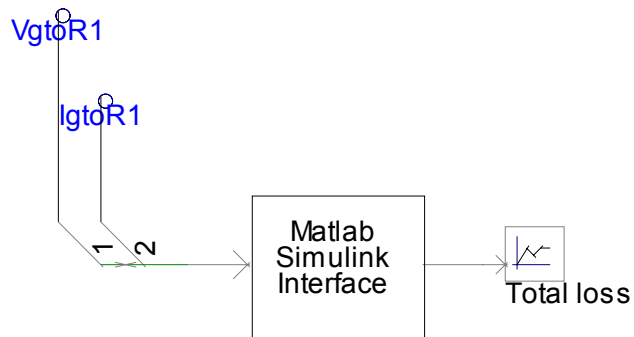 VgtoR1
IgtoR1
1
2
Matlab
Simulink
Interface
Total loss